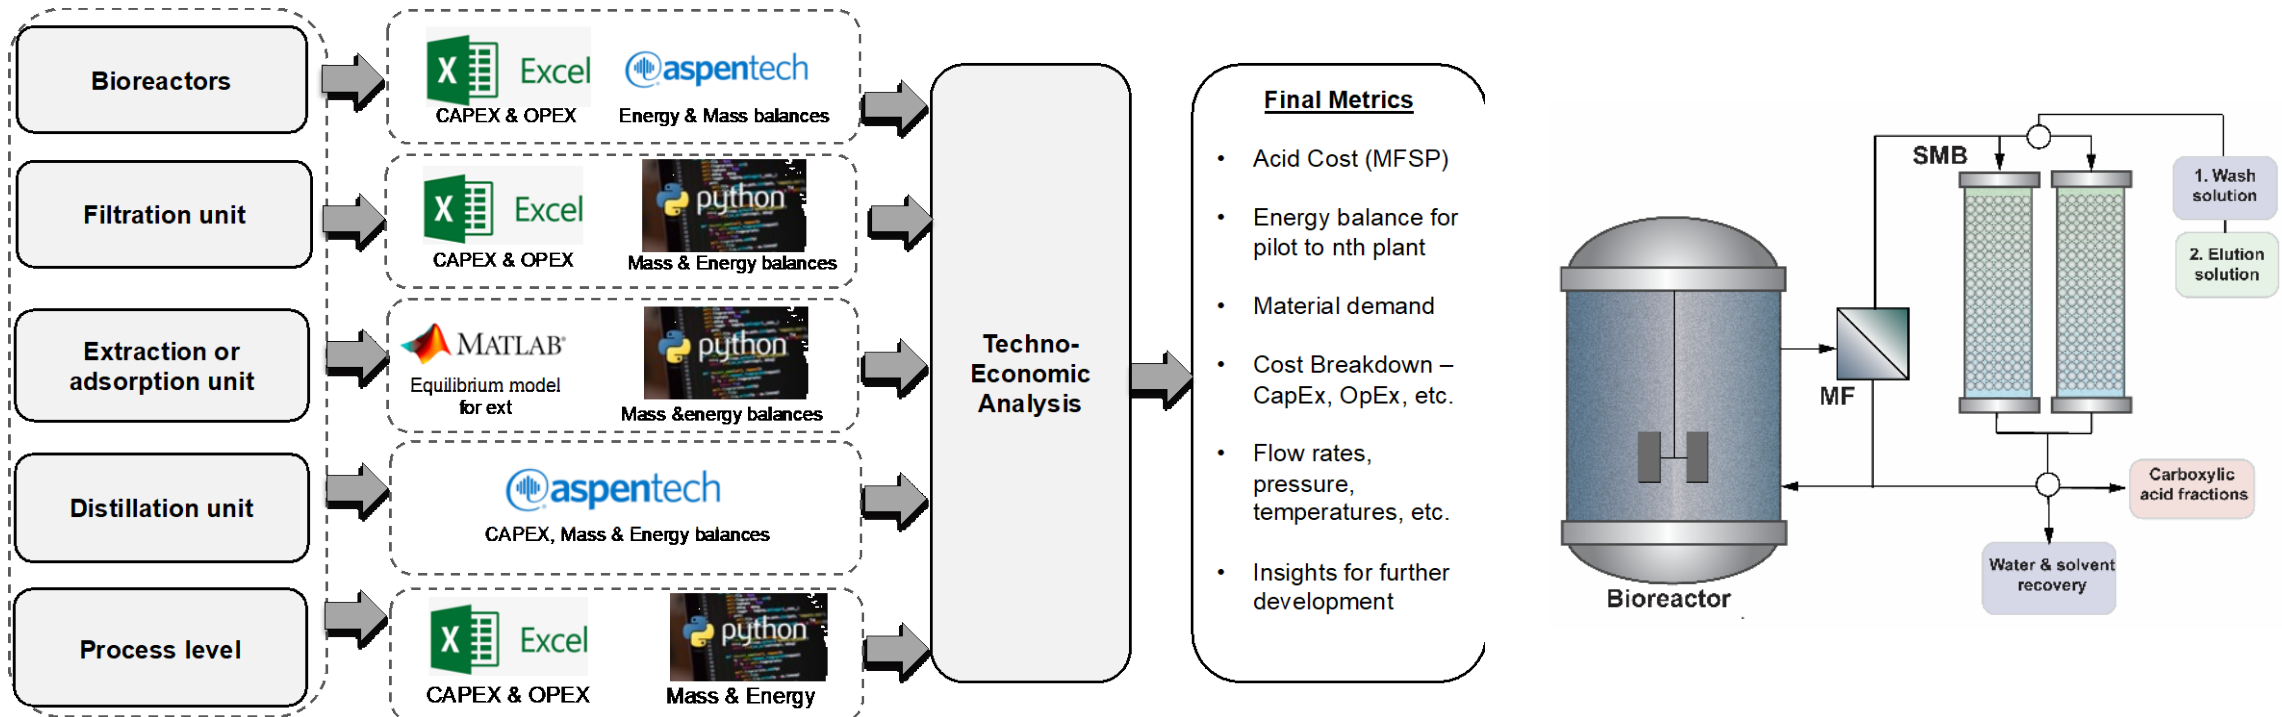 Bioreactors
X
Excel
CAPEX & OPEX
aspentech
Energy & Mass balances
Filtration unit
X
Excel
CAPEX & OPEX
python
Mass & Energy balances
Extraction or
adsorption unit
MATLAB®
Equilibrium model
for ext
python
Mass &energy balances
Distillation unit
aspentech
CAPEX, Mass & Energy balances
Process level
X
Excel
CAPEX & OPEX
python
Mass & Energy
Techno-
Economic
Analysis
Final Metrics
• Acid Cost (MFSP)
• Energy balance for
pilot to nth plant
• Material demand
• Cost Breakdown –
CapEx, OpEx, etc.
• Flow rates,
pressure,
temperatures, etc.
• Insights for further
development
Bioreactor
MF
SMB
1. Wash
solution
2. Elution
solution
Carboxylic
acid fractions
Water & solvent
recovery